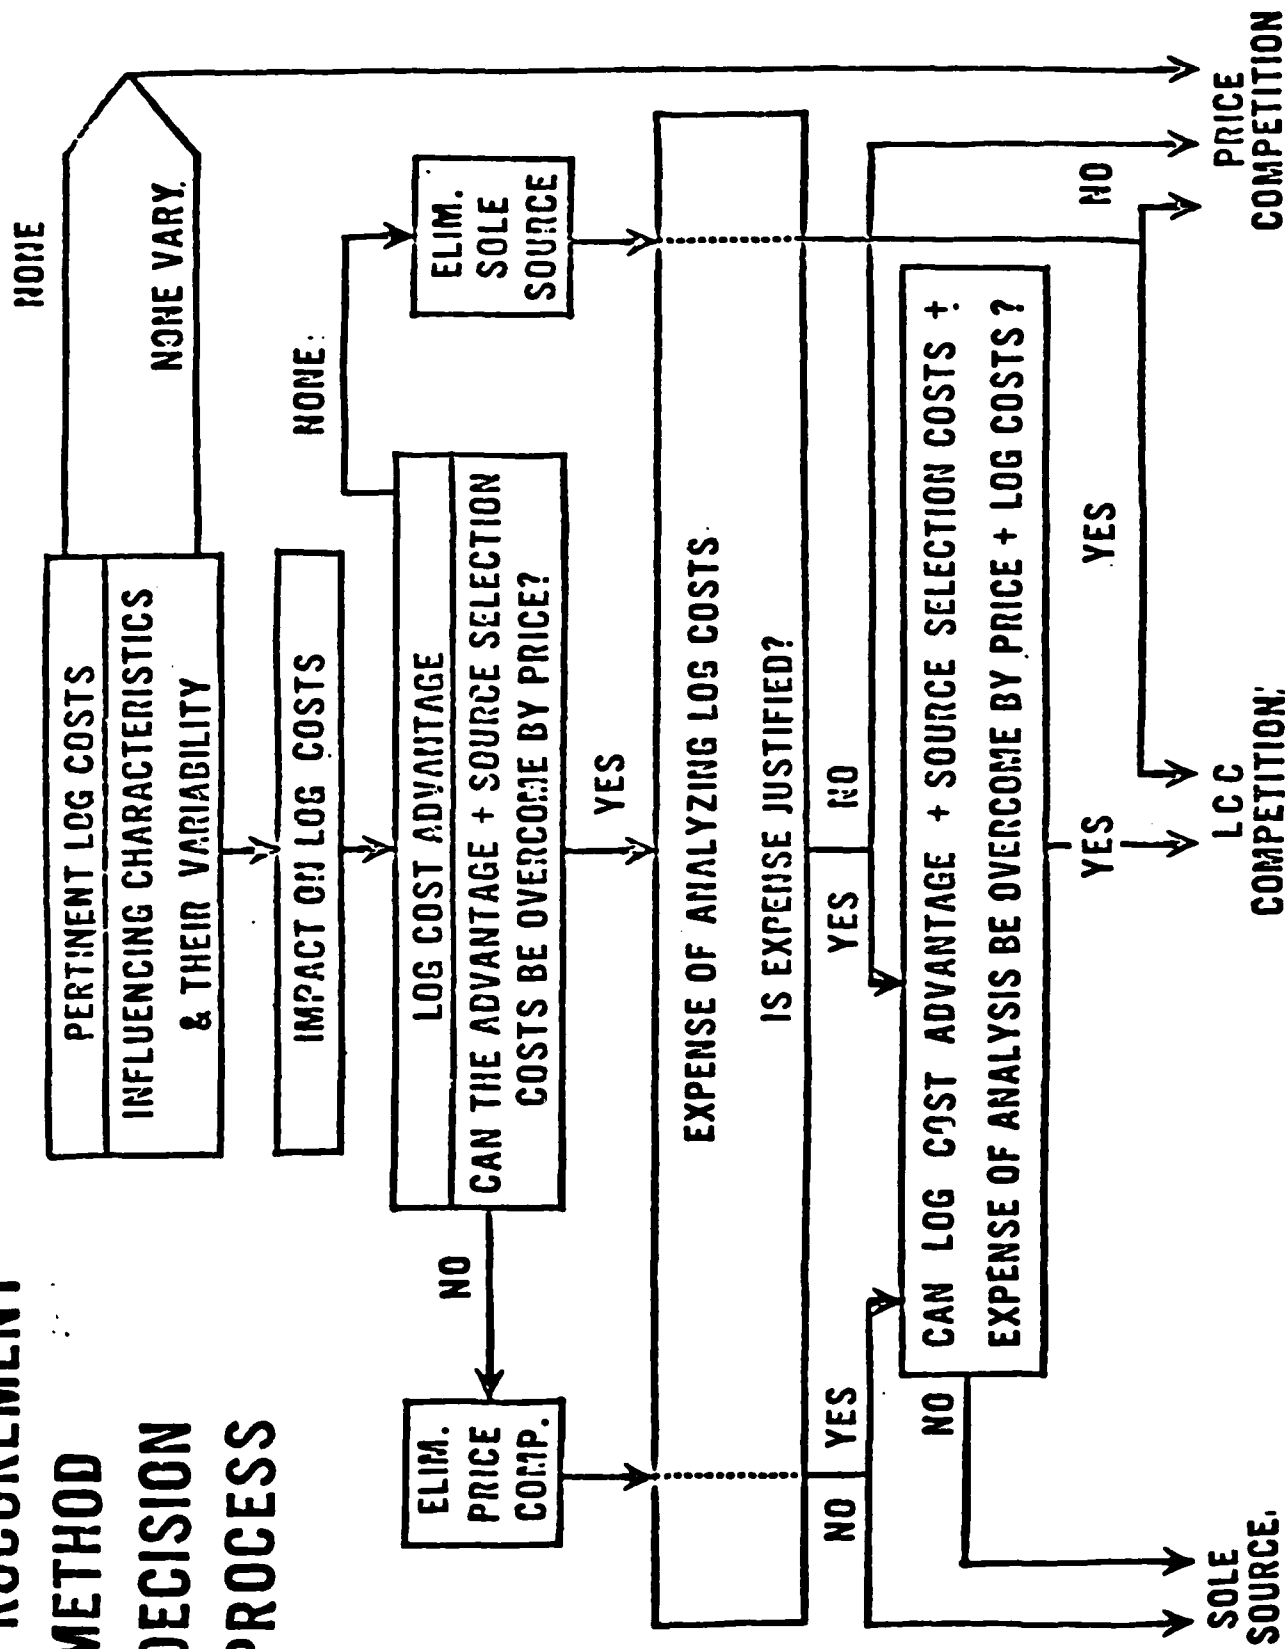 METHOD
DECISION
PROCESS
PERTINENT LOG COSTS
INFLUENCING CHARACTERISTICS
& THEIR VARIABILITY
NONE
NONE VARY.
IMPACT ON LOG COSTS
NONE
LOG COST ADVANTAGE
CAN THE ADVANTAGE + SOURCE SELECTION
COSTS BE OVERCOME BY PRICE?
NO
YES
ELIM.
PRICE
COMP.
ELIM.
SOLE
SOURCE
EXPENSE OF ANALYZING LOG COSTS
IS EXPENSE JUSTIFIED?
NO
YES
YES
NO
CAN LOG COST ADVANTAGE + SOURCE SELECTION COSTS +
EXPENSE OF ANALYSIS BE OVERCOME BY PRICE + LOG COSTS?
NO
YES
YES
NO
SOLE
SOURCE
LCC
COMPETITION
PRICE
COMPETITION